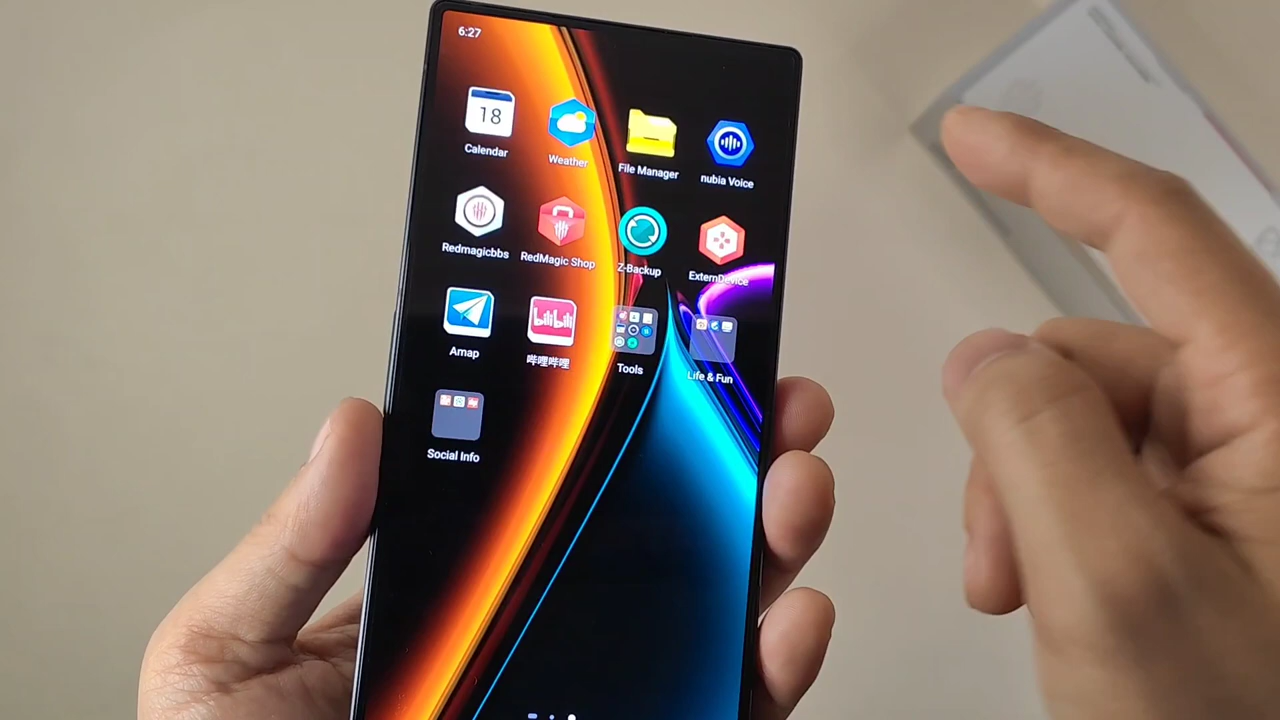 6:27
18
Calendar
Weather
File Manager
nubia Voice
Redmagicbbs
RedMagic Shop
Z-Backup
ExternDevice
Amap
bilibili
哔哩哔哩
Tools
Life & Fun
Social Info